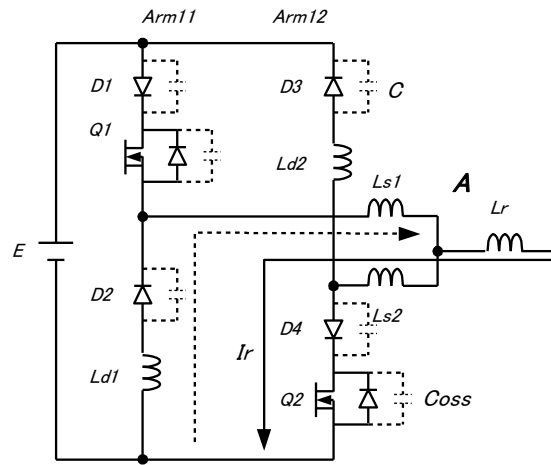 Arm11 Arm12
D1 D3 C
Q1
Ld2
Ls1 A
Lr
E
D2
D4 Ls2
Ir
Ld1
Q2 Coss